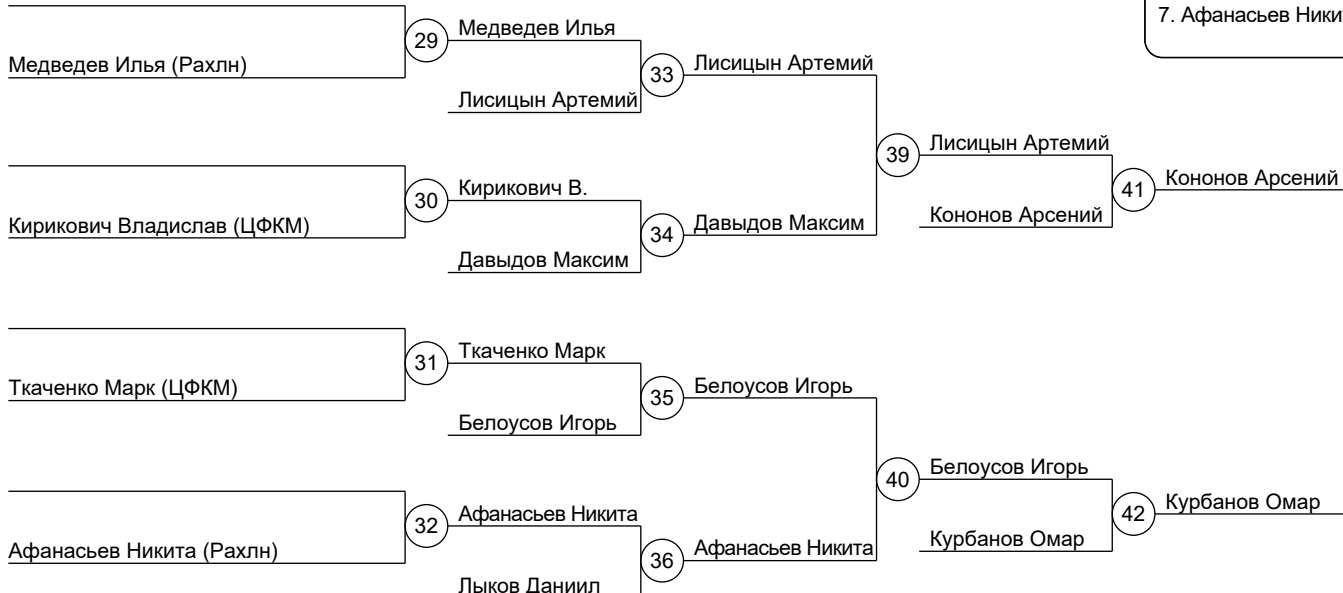 7. Афанасьев Ники
29
Медведев Илья
Медведев Илья (Рахлн)
33
Лисицын Артемий
Лисицын Артемий
39
Лисицын Артемий
30
Кирикович В.
41
Кононов Арсений
Кирикович Владислав (ЦФКМ)
34
Давыдов Максим
Кононов Арсений
Давыдов Максим
31
Ткаченко Марк
Ткаченко Марк (ЦФКМ)
35
Белоусов Игорь
Белоусов Игорь
40
Белоусов Игорь
32
Афанасьев Никита
42
Курбанов Омар
Афанасьев Никита (Рахлн)
36
Афанасьев Никита
Курбанов Омар
Лыков Даниил